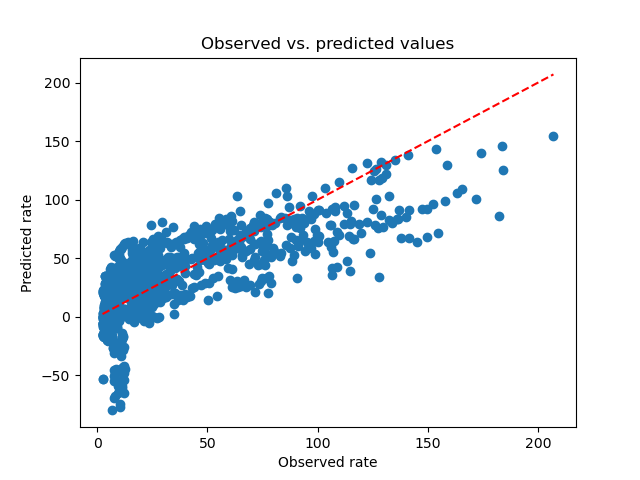 Observed vs. predicted values
200
150
100
50
0
−50
Predicted rate
0 50 100 150 200
Observed rate